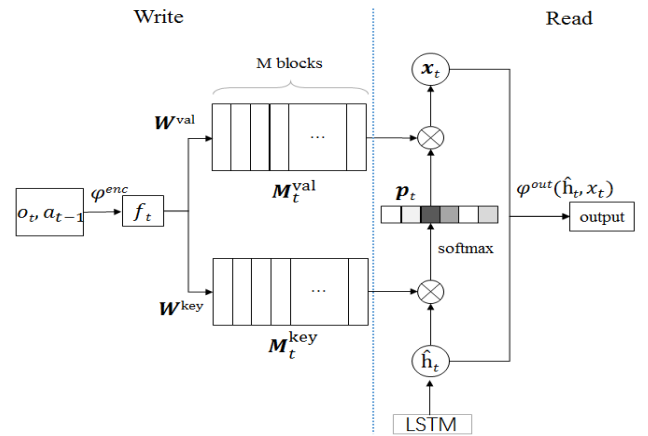 Write
Read
M blocks
x_t
W^val
...
M_t^val
p_t
φ^enc
o_t, a_{t−1}
f_t
φ^out(ĥ_t, x_t)
output
softmax
W^key
...
M_t^key
ĥ_t
LSTM